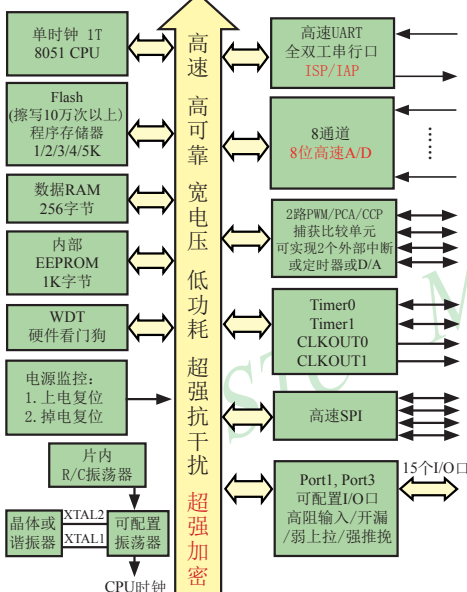 单时钟 1T
8051 CPU
Flash
(擦写10万次以上)
程序存储器
1/2/3/4/5K
数据RAM
256字节
内部
EEPROM
1K字节
WDT
硬件看门狗
电源监控：
1. 上电复位
2. 掉电复位
片内
R/C振荡器
晶体或
谐振器
XTAL2
XTAL1
可配置
振荡器
CPU时钟
高速 高可靠 宽电压 低功耗 超强抗干扰 超强加密
高速UART
全双工串行口
ISP/IAP
8通道
8位高速A/D
......
2路PWM/PCA/CCP
捕获比较单元
可实现2个外部中断
或定时器或D/A
Timer0
Timer1
CLKOUT0
CLKOUT1
高速SPI
Port1, Port3
可配置I/O口
高阻输入/开漏
/弱上拉/强推挽
15个I/O口
STC M